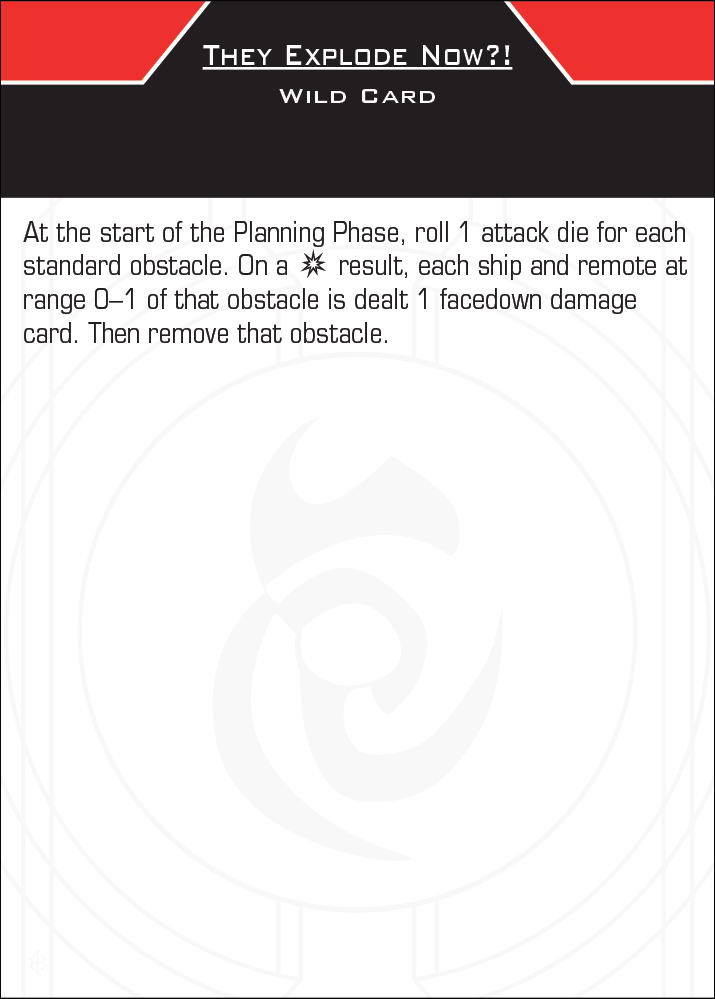 They Explode Now?!
Wild Card
At the start of the Planning Phase, roll 1 attack die for each
standard obstacle. On a result, each ship and remote at
range 0–1 of that obstacle is dealt 1 facedown damage
card. Then remove that obstacle.